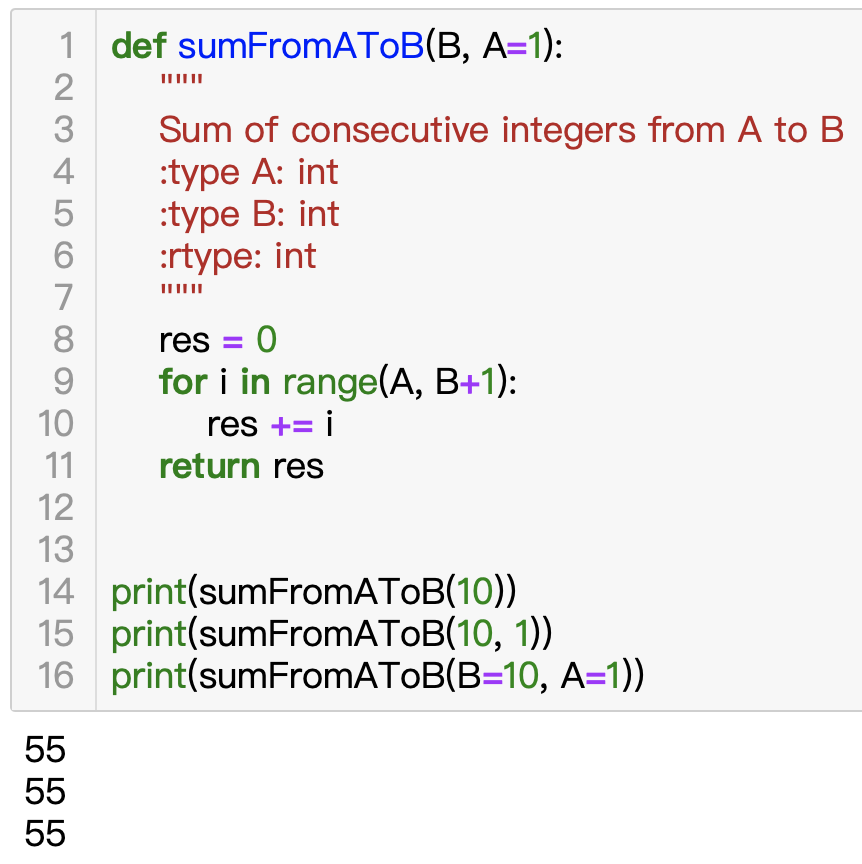 1 def sumFromAToB(B, A=1):
2     """
3     Sum of consecutive integers from A to B
4     :type A: int
5     :type B: int
6     :rtype: int
7     """
8     res = 0
9     for i in range(A, B+1):
10         res += i
11     return res
12
13
14 print(sumFromAToB(10))
15 print(sumFromAToB(10, 1))
16 print(sumFromAToB(B=10, A=1))
55
55
55